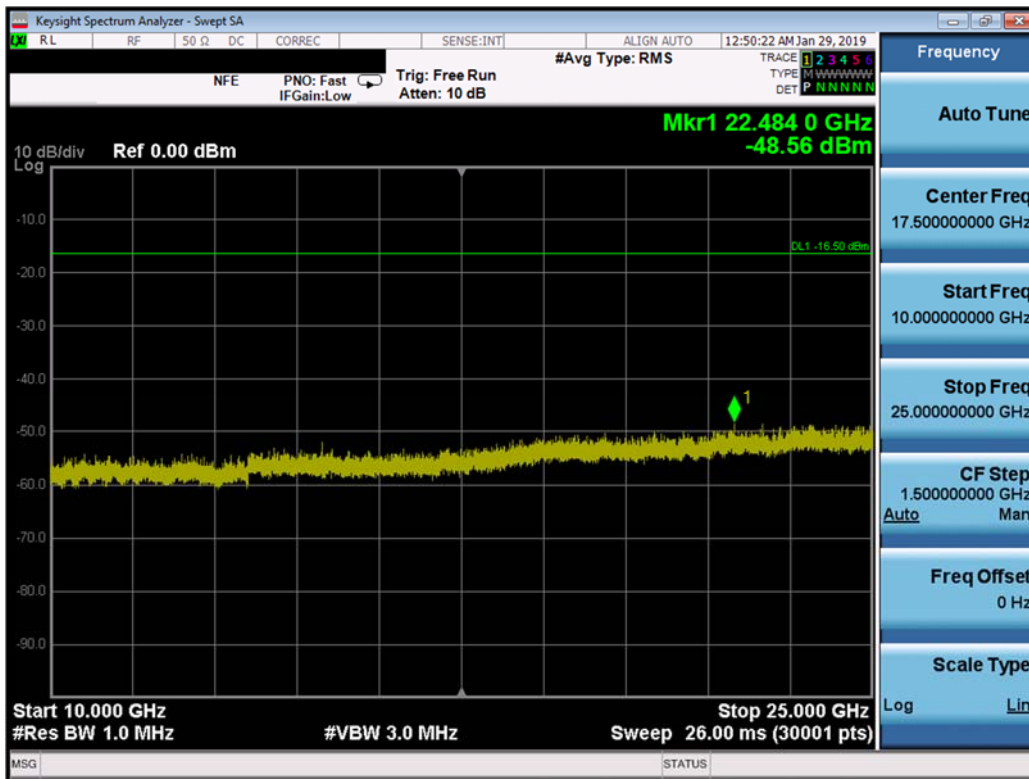 Keysight Spectrum Analyzer - Swept SA
LXI RL RF 50 Ω DC CORREC SENSE:INT ALIGN AUTO 12:50:22 AM Jan 29, 2019
NFE PNO: Fast IFGain:Low Trig: Free Run Atten: 10 dB #Avg Type: RMS
TRACE 1 2 3 4 5 6
TYPE M W W W W W
DET P N N N N N
Mkr1 22.484 0 GHz
-48.56 dBm
10 dB/div Ref 0.00 dBm
Log
-10.0
DL1 -16.50 dBm
-20.0
-30.0
-40.0
1
-50.0
-60.0
-70.0
-80.0
-90.0
Start 10.000 GHz Stop 25.000 GHz
#Res BW 1.0 MHz #VBW 3.0 MHz Sweep 26.00 ms (30001 pts)
MSG STATUS
Frequency
Auto Tune
Center Freq
17.500000000 GHz
Start Freq
10.000000000 GHz
Stop Freq
25.000000000 GHz
CF Step
1.500000000 GHz
Auto Man
Freq Offset
0 Hz
Scale Type
Log Lin